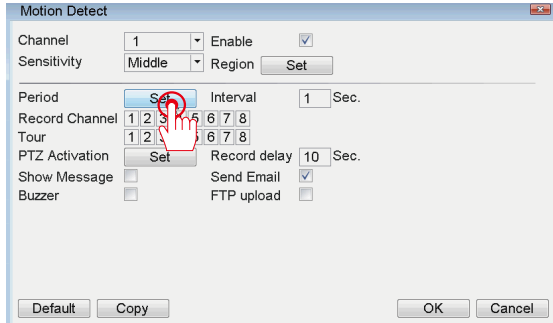 Motion Detect
Channel 1 Enable
Sensitivity Middle Region Set
Period Set Interval 1 Sec.
Record Channel 1 2 3 5 6 7 8
Tour 1 2 3 6 7 8
PTZ Activation Set Record delay 10 Sec.
Show Message Send Email
Buzzer FTP upload
Default Copy OK Cancel